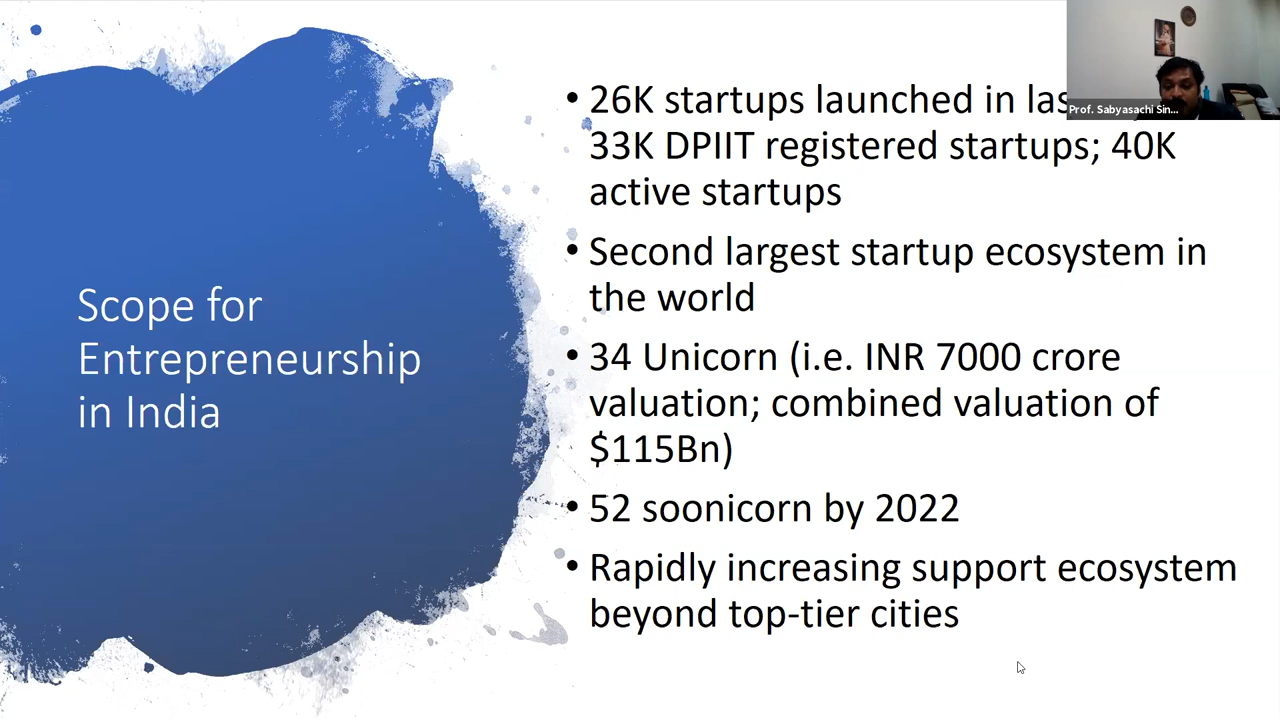 Scope for
Entrepreneurship
in India
• 26K startups launched in
33K DPIIT registered startups; 40K
active startups
• Second largest startup ecosystem in
the world
• 34 Unicorn (i.e. INR 7000 crore
valuation; combined valuation of
$115Bn)
• 52 soonicorn by 2022
• Rapidly increasing support ecosystem
beyond top-tier cities
Prof. Sabyasachi Sin...